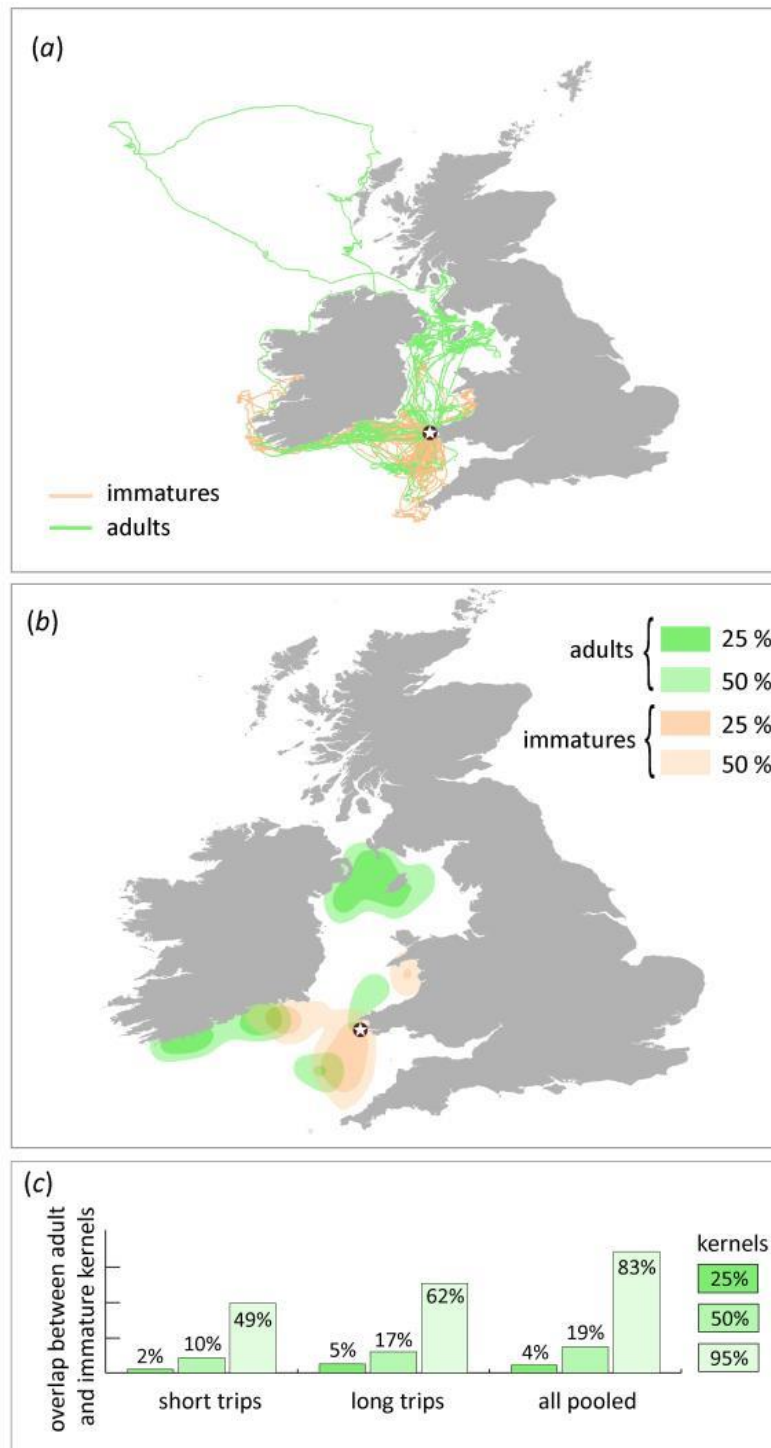 (a)
immatures
adults
(b)
adults
25 %
50 %
immatures
25 %
50 %
(c)
overlap between adult
and immature kernels
2%
10%
49%
5%
17%
62%
4%
19%
83%
short trips
long trips
all pooled
kernels
25%
50%
95%